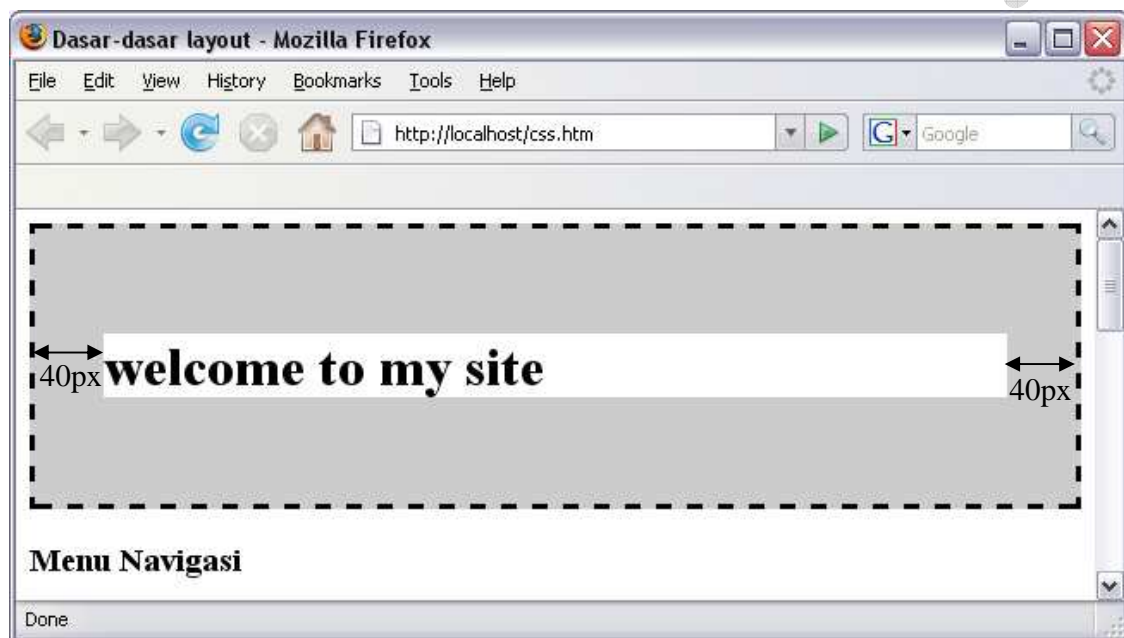 Dasar-dasar layout - Mozilla Firefox
File Edit View History Bookmarks Tools Help
http://localhost/css.htm G Google
welcome to my site
40px 40px
Menu Navigasi
Done